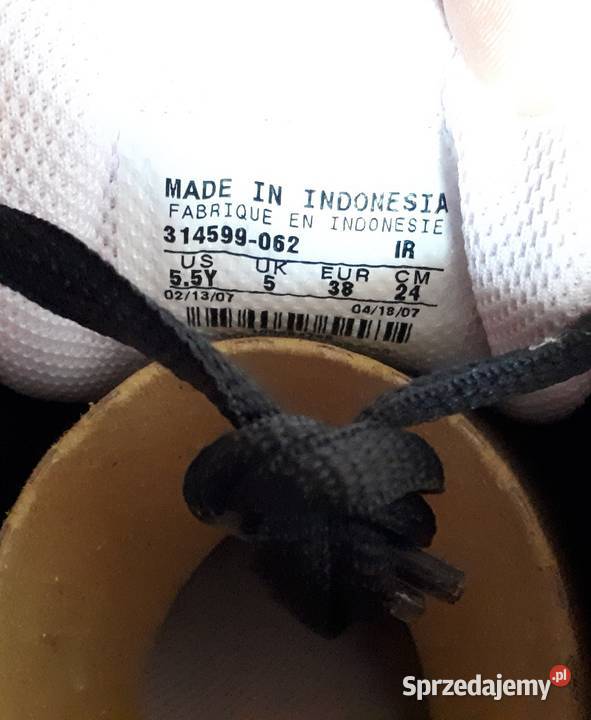 MADE IN INDONESIA
FABRIQUE EN INDONESIE
314599-062 IR
US UK EUR CM
5.5Y 5 38 24
02/13/07 04/18/07
Sprzedajemy.pl